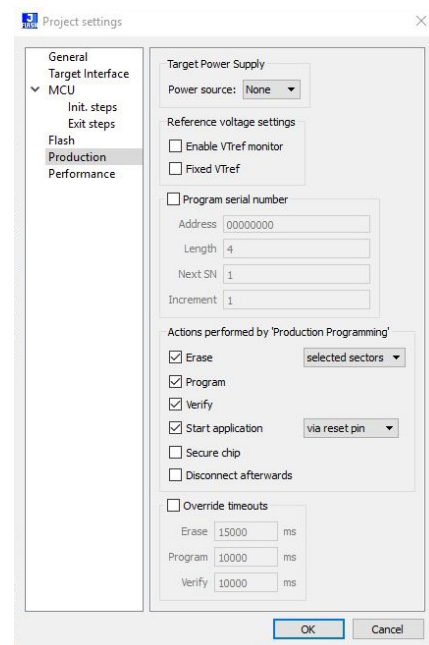 Project settings
General
Target Interface
MCU
Init. steps
Exit steps
Flash
Production
Performance
Target Power Supply
Power source: None
Reference voltage settings
Enable VTref monitor
Fixed VTref
Program serial number
Address 00000000
Length 4
Next SN 1
Increment 1
Actions performed by 'Production Programming'
Erase selected sectors
Program
Verify
Start application via reset pin
Secure chip
Disconnect afterwards
Override timeouts
Erase 15000 ms
Program 10000 ms
Verify 10000 ms
OK Cancel